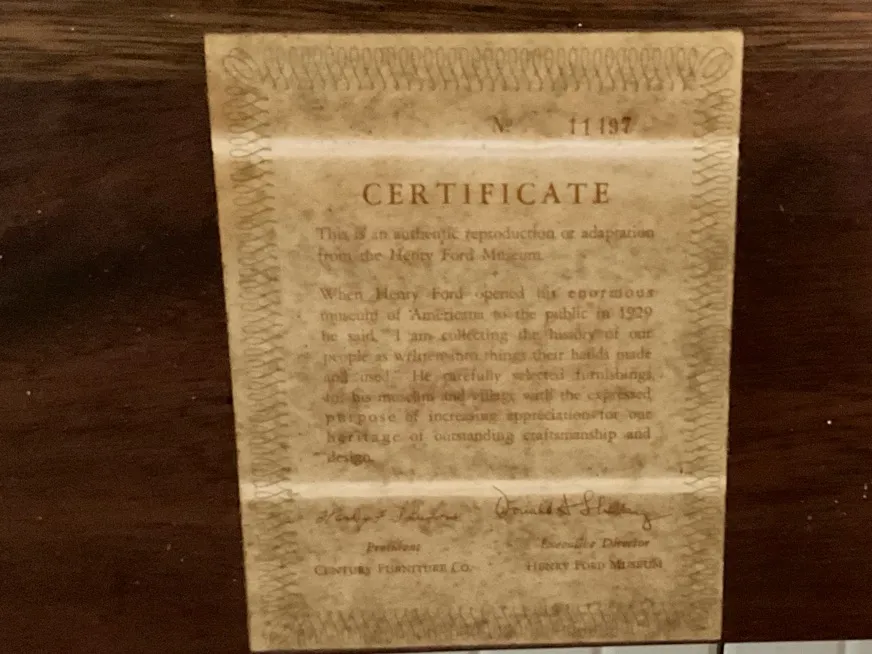 Nº 11497
CERTIFICATE
This is an authentic reproduction or adaptation
from the Henry Ford Museum.
When Henry Ford opened his enormous
museum of Americana to the public in 1929
he said, "I am collecting the history of our
people as written into things their hands made
and used." He carefully selected furnishings
for his museum and village with the expressed
purpose of increasing appreciation for our
heritage of outstanding craftsmanship and
design.
President
Executive Director
CENTURY FURNITURE CO.
HENRY FORD MUSEUM